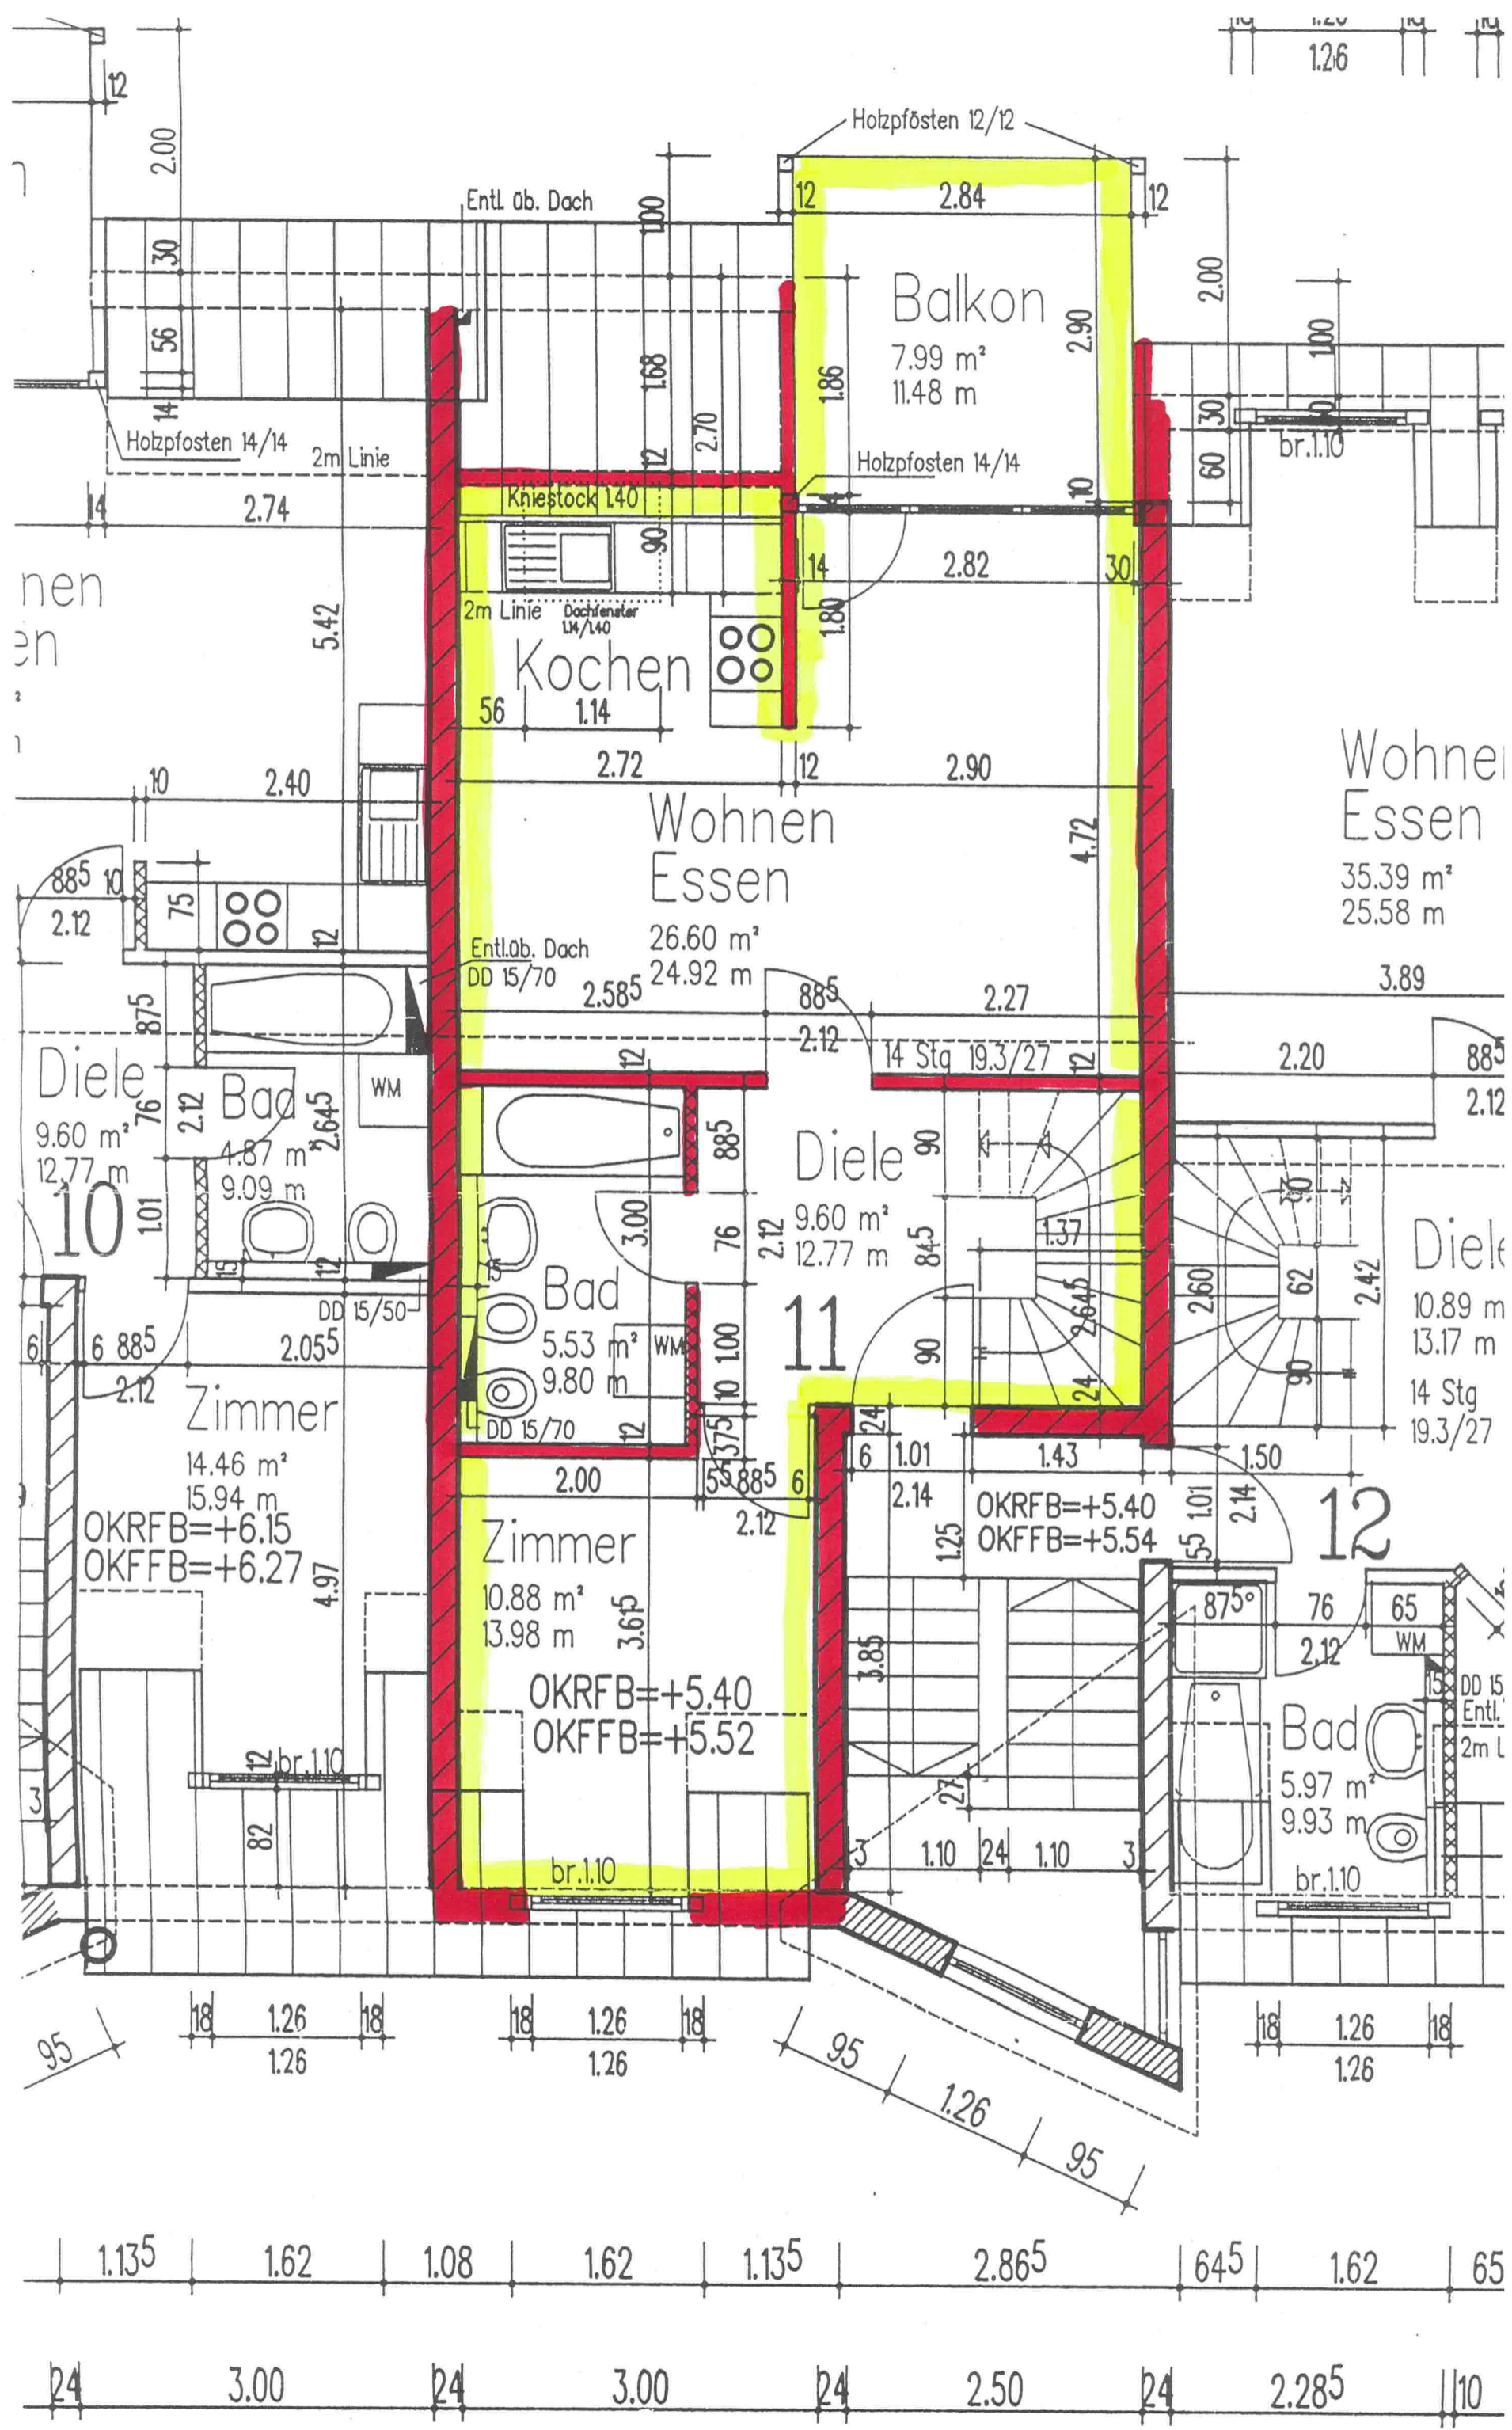 1.26
12
2.00
30
56
14
Holzpfosten 14/14
2m Linie
14
2.74
Holzpfösten 12/12
Entl. üb. Dach
12
2.84
12
1.00
Balkon
7.99 m²
11.48 m
2.90
2.00
1.00
1.68
1.86
2.70
12
30
60
br.1.10
Holzpfosten 14/14
10
Kniestock 1.40
90
14
2.82
30
2m Linie
Dachfenster
1.14/1.40
1.80
5.42
nen
en
Kochen
56
1.14
2.72
12
2.90
10
2.40
Wohnen
Essen
26.60 m²
24.92 m
4.72
Essen
35.39 m²
25.58 m
88⁵
10
2.12
75
12
Entl.üb. Dach
DD 15/70
2.58⁵
88⁵
2.27
2.12
3.89
14 Stg 19.3/27
12
12
2.20
88⁵
2.12
87⁵
Diele
9.60 m²
12.77 m
76
2.12
Bad
4.87 m²
9.09 m
2.64⁵
WM
10
1.01
15
12
DD 15/50
88⁵
90
Diele
9.60 m²
12.77 m
3.00
76
2.12
84⁵
1.37
2.64⁵
15
Bad
5.53 m²
9.80 m
WM
1.00
11
90
24
10
DD 15/70
12
37⁵
90
2.60
62
2.42
90
10.89 m
13.17 m
14 Stg
19.3/27
6
6
88⁵
2.05⁵
2.12
Zimmer
14.46 m²
15.94 m
OKRFB=+6.15
OKFFB=+6.27
4.97
2.00
5⁵
88⁵
6
2.12
24
6
1.01
1.43
2.14
1.50
1.01
2.14
1.25
OKRFB=+5.40
OKFFB=+5.54
5⁵
12
Zimmer
10.88 m²
13.98 m
3.61⁵
OKRFB=+5.40
OKFFB=+5.52
3.85
87⁵
76
65
2.12
WM
15
DD 15
Entl.
Bad
5.97 m²
9.93 m
12
br.1.10
82
3
27
3
1.10
24
1.10
3
br.1.10
br.1.10
18
1.26
18
1.26
18
1.26
18
1.26
18
1.26
18
1.26
95
95
1.26
95
1.13⁵
1.62
1.08
1.62
1.13⁵
2.86⁵
64⁵
1.62
65
24
3.00
24
3.00
24
2.50
24
2.28⁵
10